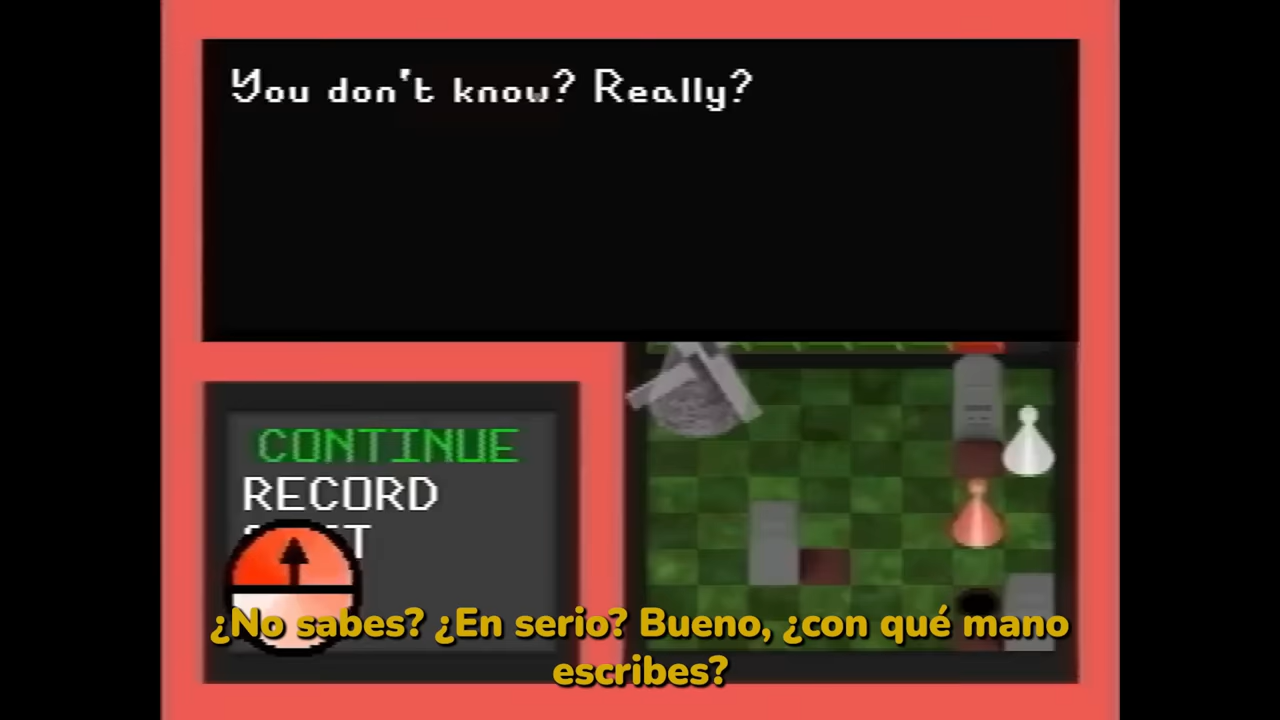 You don't know? Really?
CONTINUE
RECORD
¿No sabes? ¿En serio? Bueno, ¿con qué mano
escribes?